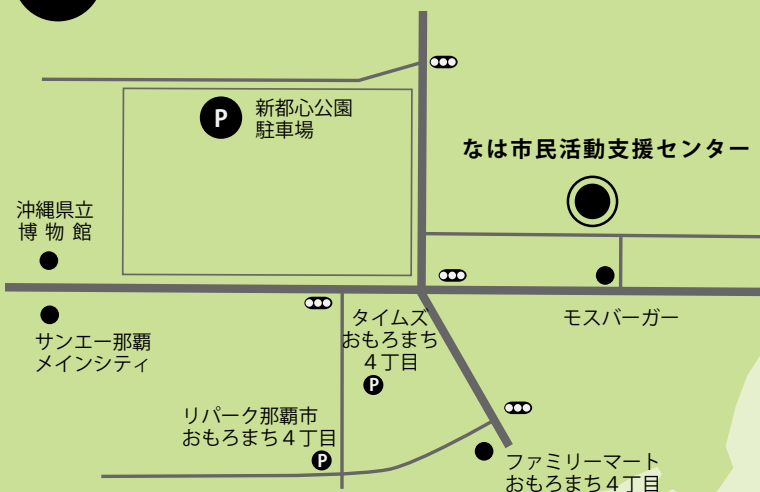 P
新都心公園
駐車場
なは市民活動支援センター
沖縄県立
博物館
サンエー那覇
メインシティ
タイムズ
おもろまち
４丁目
P
モスバーガー
リパーク那覇市
おもろまち４丁目
P
ファミリーマート
おもろまち４丁目